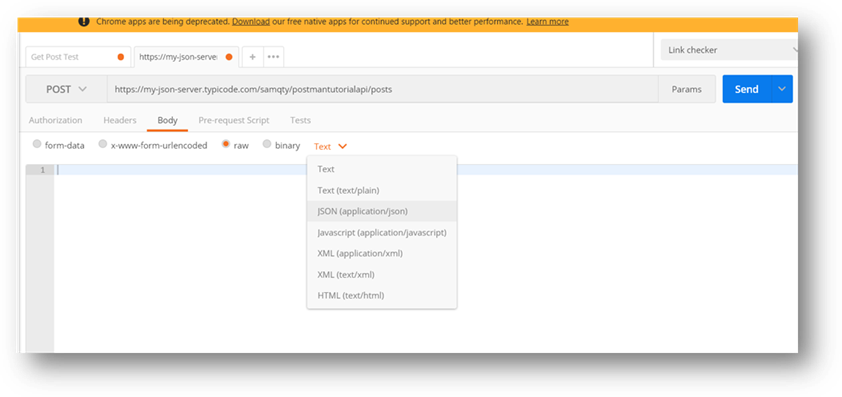 ! Chrome apps are being deprecated. Download our free native apps for continued support and better performance. Learn more
Get Post Test https://my-json-server + ••• Link checker
POST https://my-json-server.typicode.com/samqty/postmantutorialapi/posts Params Send
Authorization Headers Body Pre-request Script Tests
form-data x-www-form-urlencoded raw binary Text
1
Text
Text (text/plain)
JSON (application/json)
Javascript (application/javascript)
XML (application/xml)
XML (text/xml)
HTML (text/html)